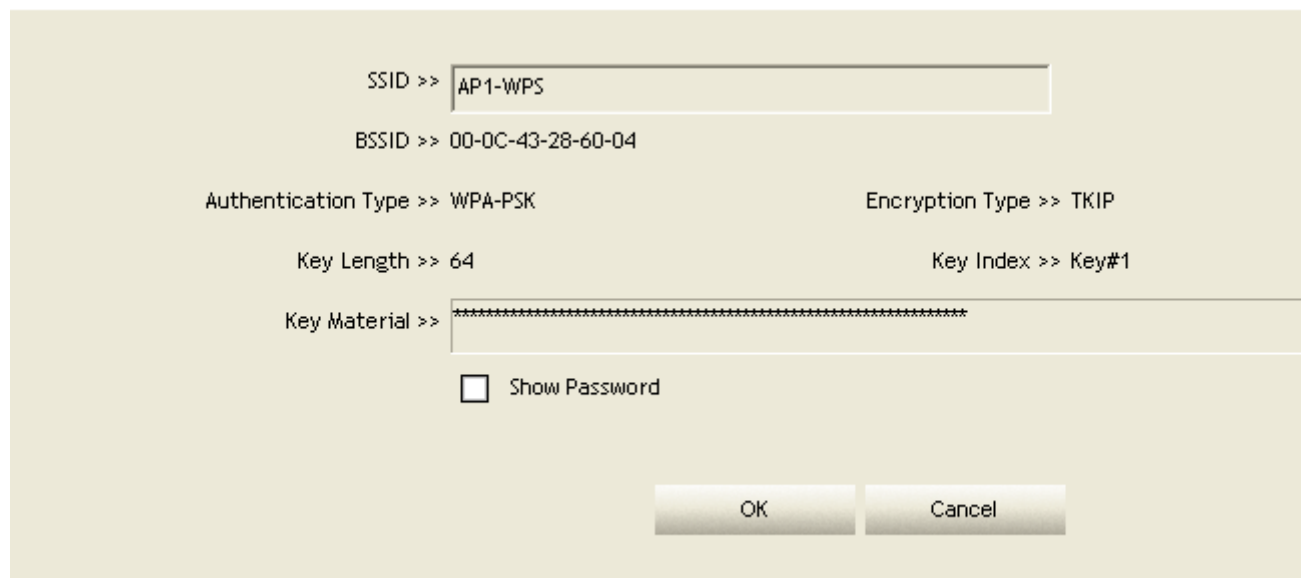 SSID >> AP1-WPS
BSSID >> 00-0C-43-28-60-04
Authentication Type >> WPA-PSK Encryption Type >> TKIP
Key Length >> 64 Key Index >> Key#1
Key Material >> ****************************************************************
Show Password
OK Cancel